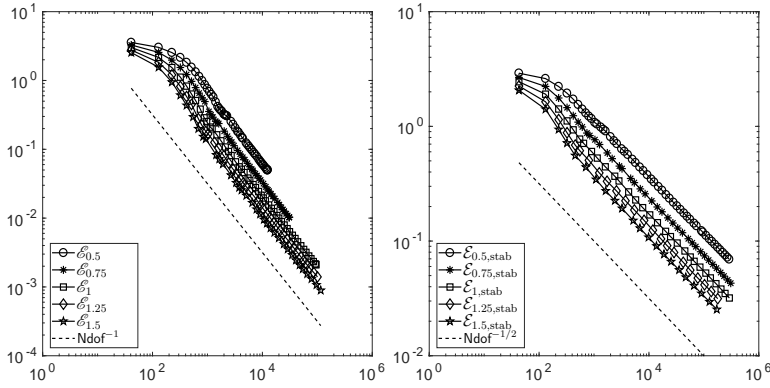 10^1
10^0
10^-1
10^-2
10^-3
10^-4
ℰ_0.5
ℰ_0.75
ℰ_1
ℰ_1.25
ℰ_1.5
Ndof^-1
10^0
10^2
10^4
10^6
10^1
10^0
10^-1
10^-2
ℰ_0.5,stab
ℰ_0.75,stab
ℰ_1,stab
ℰ_1.25,stab
ℰ_1.5,stab
Ndof^-1/2
10^0
10^2
10^4
10^6